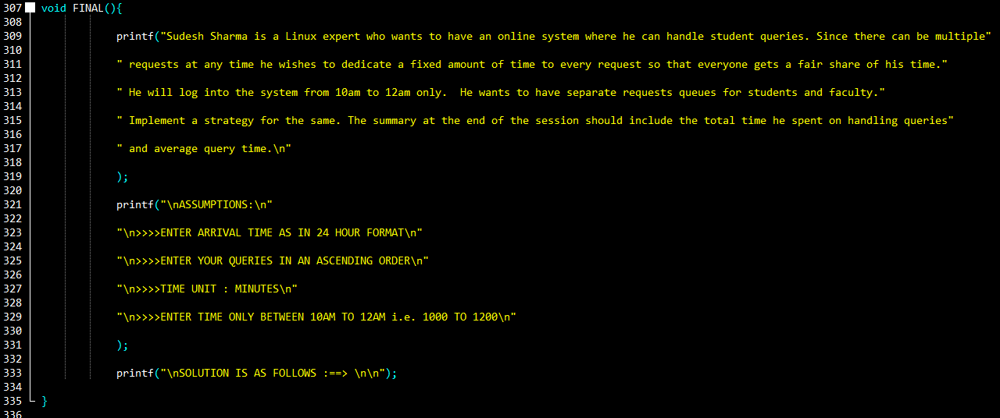 307 void FINAL(){
308
309 printf("Sudesh Sharma is a Linux expert who wants to have an online system where he can handle student queries. Since there can be multiple"
310
311 " requests at any time he wishes to dedicate a fixed amount of time to every request so that everyone gets a fair share of his time."
312
313 " He will log into the system from 10am to 12am only.  He wants to have separate requests queues for students and faculty."
314
315 " Implement a strategy for the same. The summary at the end of the session should include the total time he spent on handling queries"
316
317 " and average query time.\n"
318
319 );
320
321 printf("\nASSUMPTIONS:\n"
322
323 "\n>>>>ENTER ARRIVAL TIME AS IN 24 HOUR FORMAT\n"
324
325 "\n>>>>ENTER YOUR QUERIES IN AN ASCENDING ORDER\n"
326
327 "\n>>>>TIME UNIT : MINUTES\n"
328
329 "\n>>>>ENTER TIME ONLY BETWEEN 10AM TO 12AM i.e. 1000 TO 1200\n"
330
331 );
332
333 printf("\nSOLUTION IS AS FOLLOWS :==> \n\n");
334
335 }
336